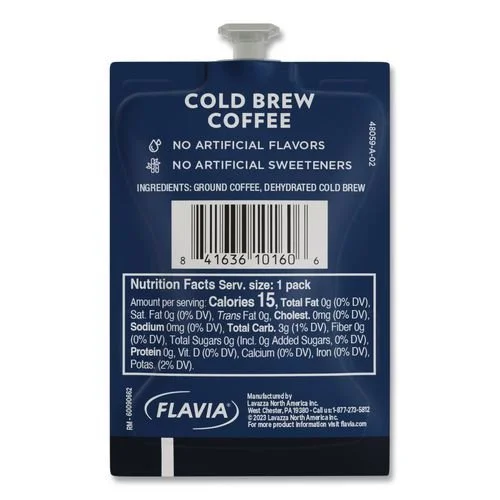 COLD BREW
COFFEE
NO ARTIFICIAL FLAVORS
NO ARTIFICIAL SWEETENERS
48059-A-02
INGREDIENTS: GROUND COFFEE, DEHYDRATED COLD BREW
8 41636 10160 6
Nutrition Facts Serv. size: 1 pack
Amount per serving: Calories 15, Total Fat 0g (0% DV),
Sat. Fat 0g (0% DV), Trans Fat 0g, Cholest. 0mg (0% DV),
Sodium 0mg (0% DV), Total Carb. 3g (1% DV), Fiber 0g
(0% DV), Total Sugars 0g (Incl. 0g Added Sugars, 0% DV),
Protein 0g, Vit. D (0% DV), Calcium (0% DV), Iron (0% DV),
Potas. (2% DV).
RM - 60090662
FLAVIA®
Manufactured by
Lavazza North America Inc.
West Chester, PA 19380 - Call us: 1-877-273-5812
©2023 Lavazza North America Inc.
For more product information visit flavia.com